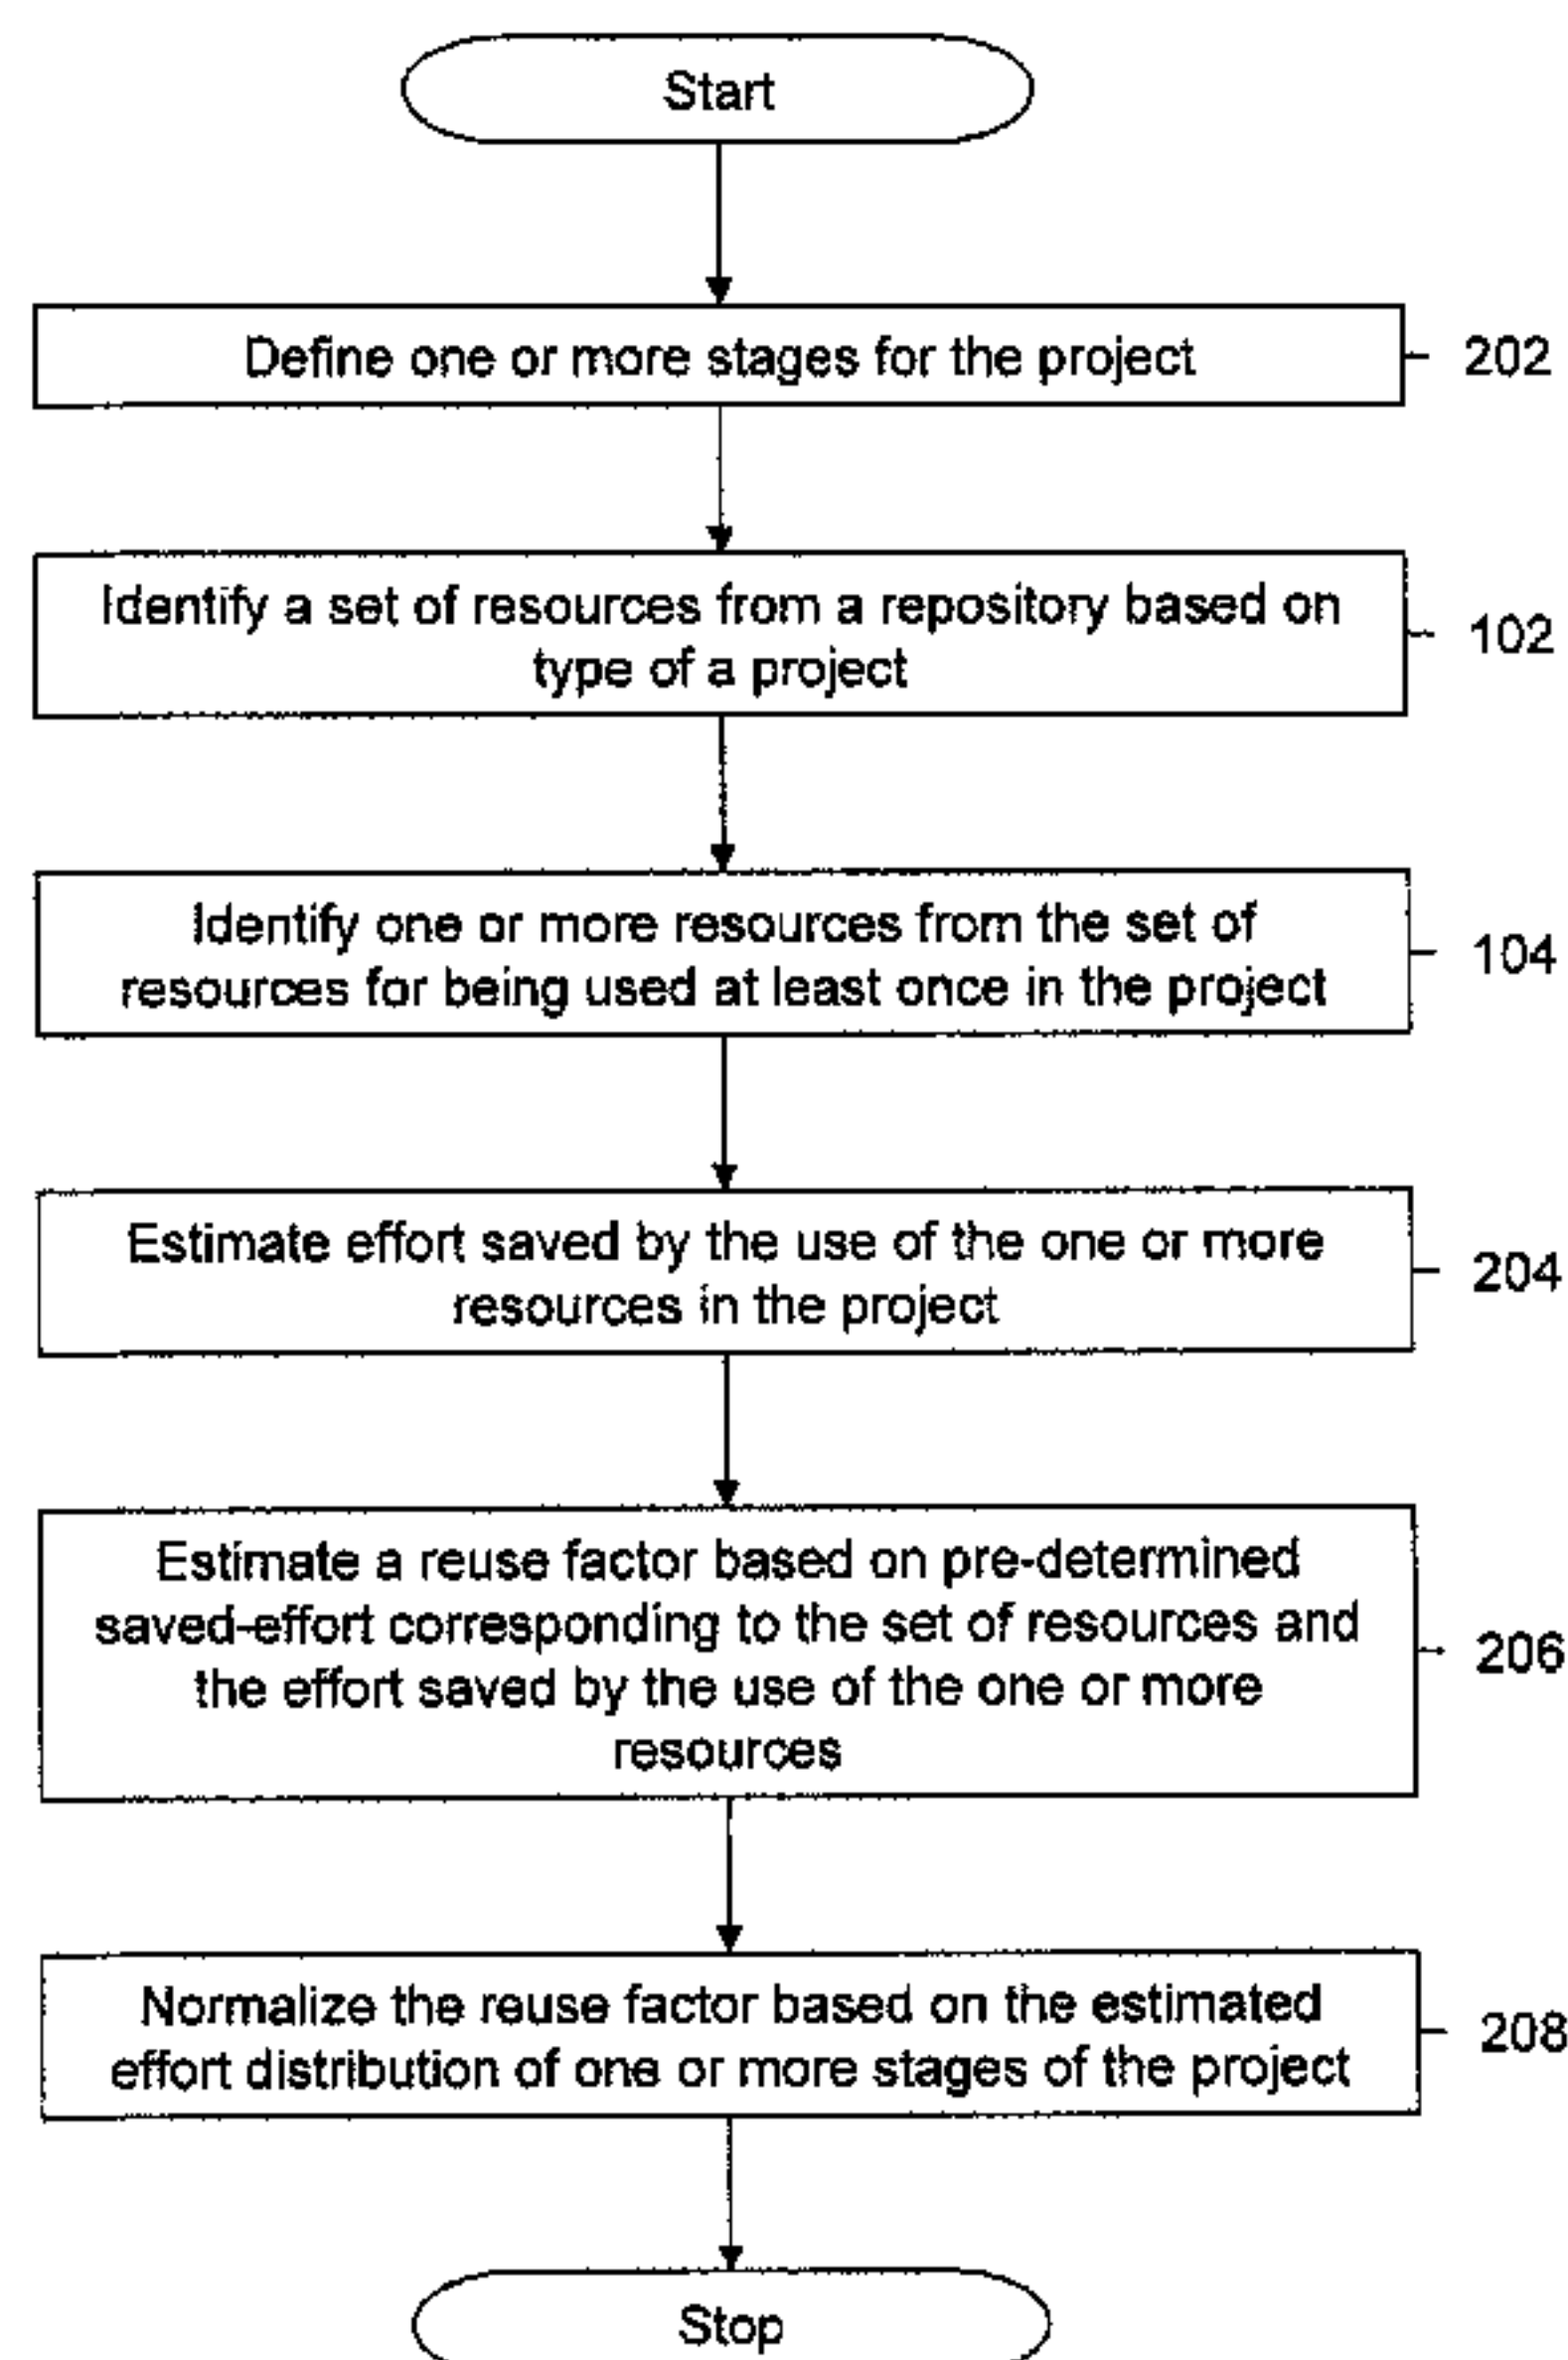 Start
Define one or more stages for the project
202
Identify a set of resources from a repository based on
type of a project
102
Identify one or more resources from the set of
resources for being used at least once in the project
104
Estimate effort saved by the use of the one or more
resources in the project
204
Estimate a reuse factor based on pre-determined
saved-effort corresponding to the set of resources and
the effort saved by the use of the one or more
resources
206
Normalize the reuse factor based on the estimated
effort distribution of one or more stages of the project
208
Stop